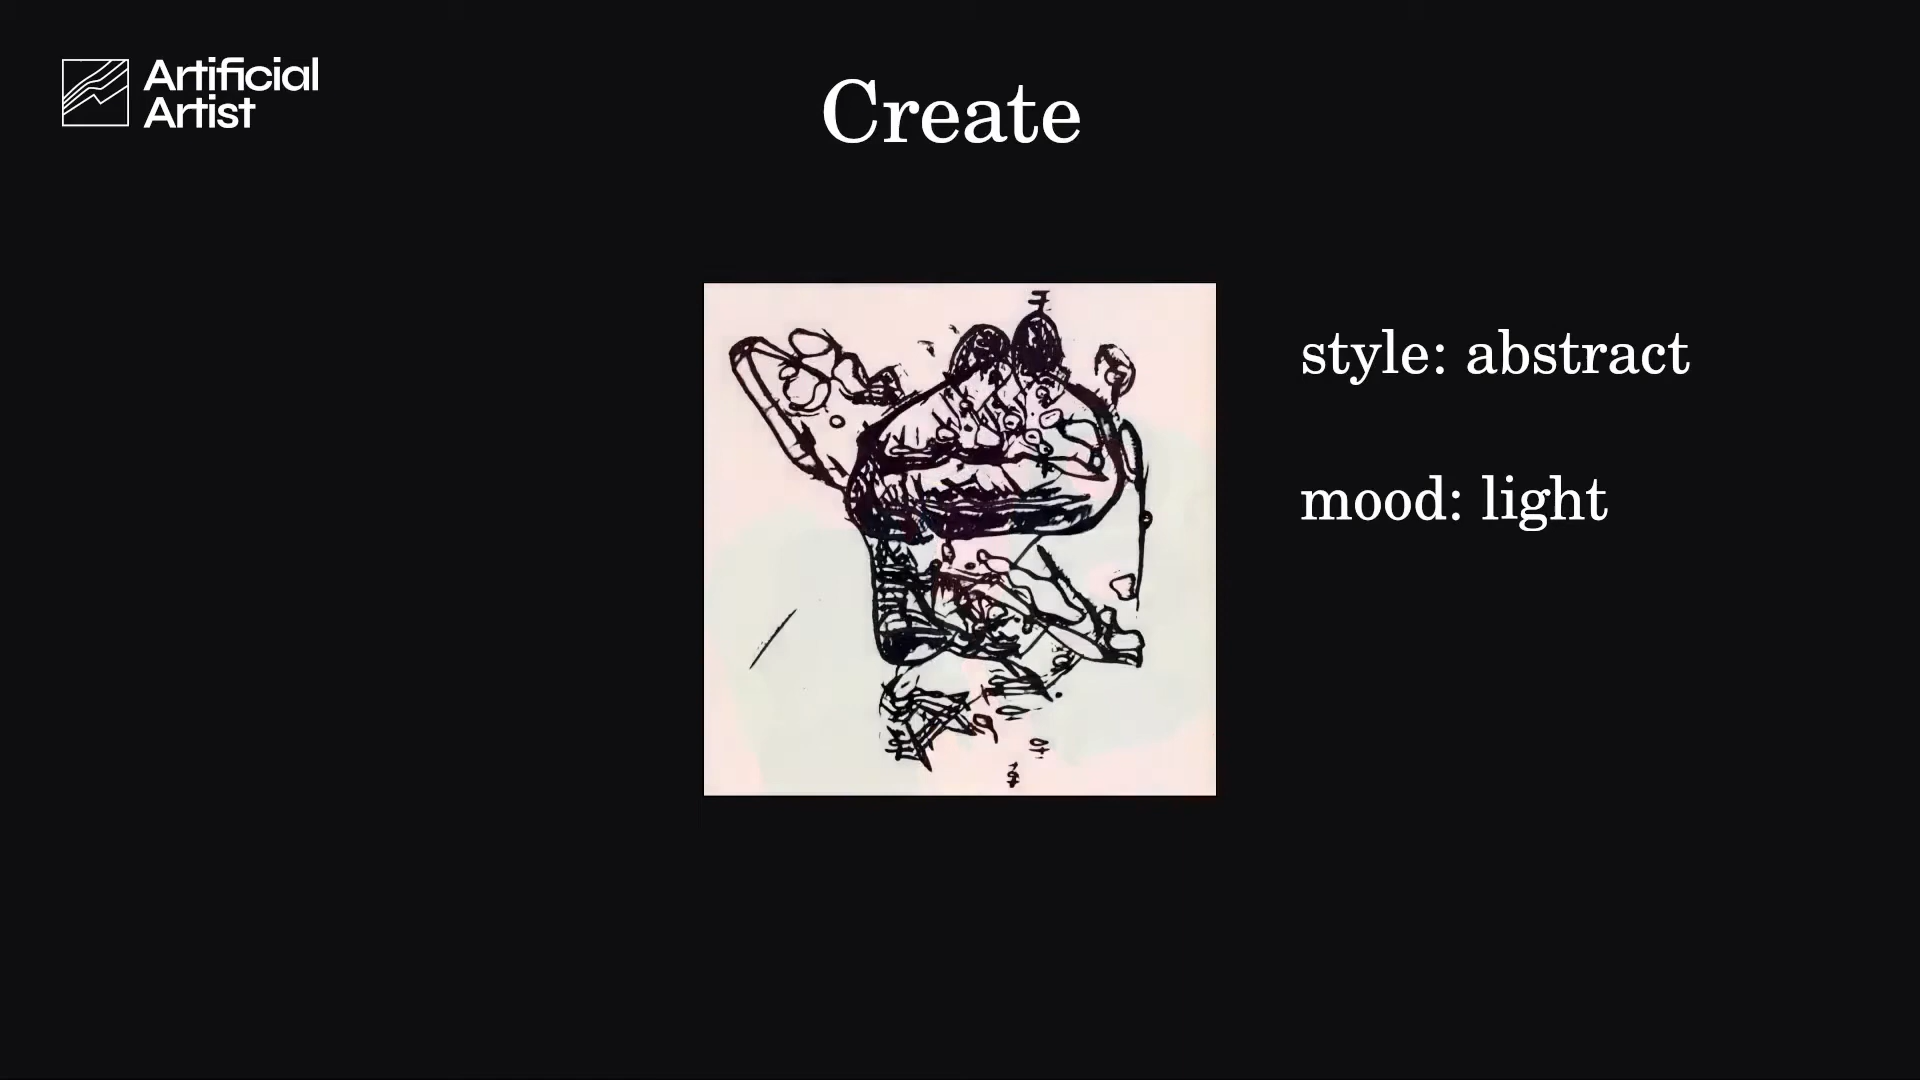 Artificial
Artist
Create
style: abstract
mood: light